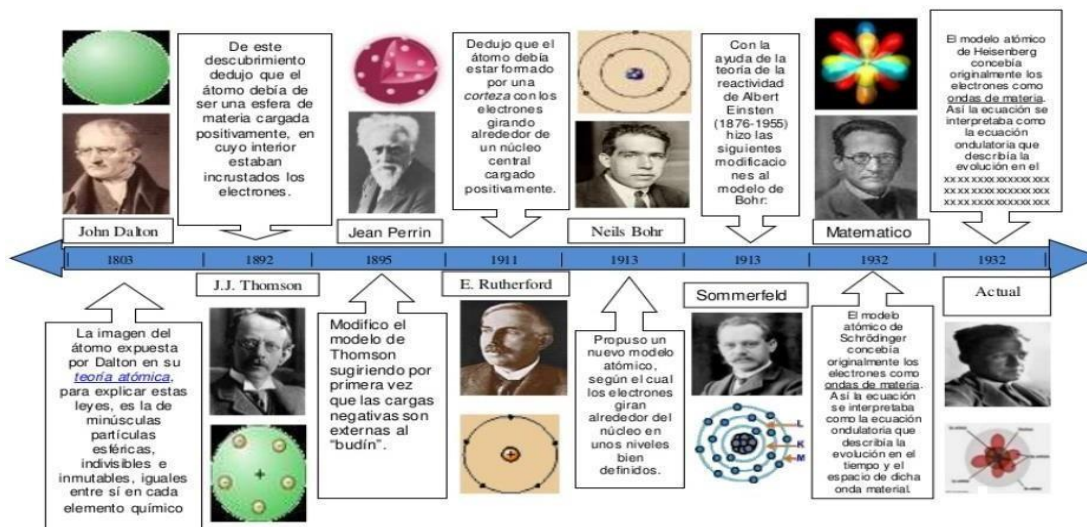 De este
descubrimiento
dedujo que el
átomo debía de
ser una esfera de
materia cargada
positivamente, en
cuyo interior
estaban
incrustados los
electrones.
Dedujo que el
átomo debía
estar formado
por una
corteza con los
electrones
girando
alrededor de
un núcleo
central
cargado
positivamente.
Con la
ayuda de la
teoría de la
reactividad
de Albert
Einsten
(1876-1955)
hizo las
siguientes
modificacio
nes al
modelo de
Bohr:
El modelo atómico
de Heisenberg
concebía
originalmente los
electrones como
ondas de materia.
Así la ecuación se
interpretaba como
la ecuación
ondulatoria que
describía la
evolución en el
John Dalton
Jean Perrin
Neils Bohr
Matematico
1803
1892
1895
1911
1913
1913
1932
1932
J.J. Thomson
E. Rutherford
Sommerfeld
Actual
La imagen del
átomo expuesta
por Dalton en su
teoría atómica,
para explicar estas
leyes, es la de
minúsculas
partículas
esféricas,
indivisibles e
inmutables, iguales
entre sí en cada
elemento químico
Modifico el
modelo de
Thomson
sugiriendo por
primera vez
que las cargas
negativas son
externas al
"budín".
Propuso un
nuevo modelo
atómico,
según el cual
los electrones
giran
alrededor del
núcleo en
unos niveles
bien
definidos.
L
K
M
El modelo
atómico de
Schrödinger
concebía
originalmente los
electrones como
ondas de materia.
Así la ecuación
se interpretaba
como la ecuación
ondulatoria que
describía la
evolución en el
tiempo y el
espacio de dicha
onda material.